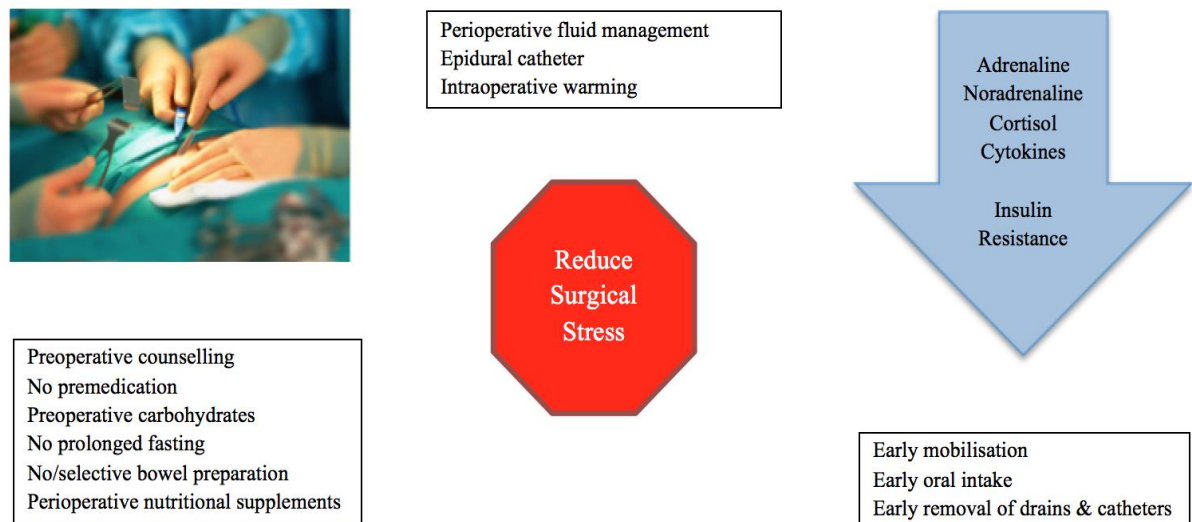 Perioperative fluid management
Epidural catheter
Intraoperative warming
Adrenaline
Noradrenaline
Cortisol
Cytokines
Insulin
Resistance
Reduce
Surgical
Stress
Preoperative counselling
No premedication
Preoperative carbohydrates
No prolonged fasting
No/selective bowel preparation
Perioperative nutritional supplements
Early mobilisation
Early oral intake
Early removal of drains & catheters